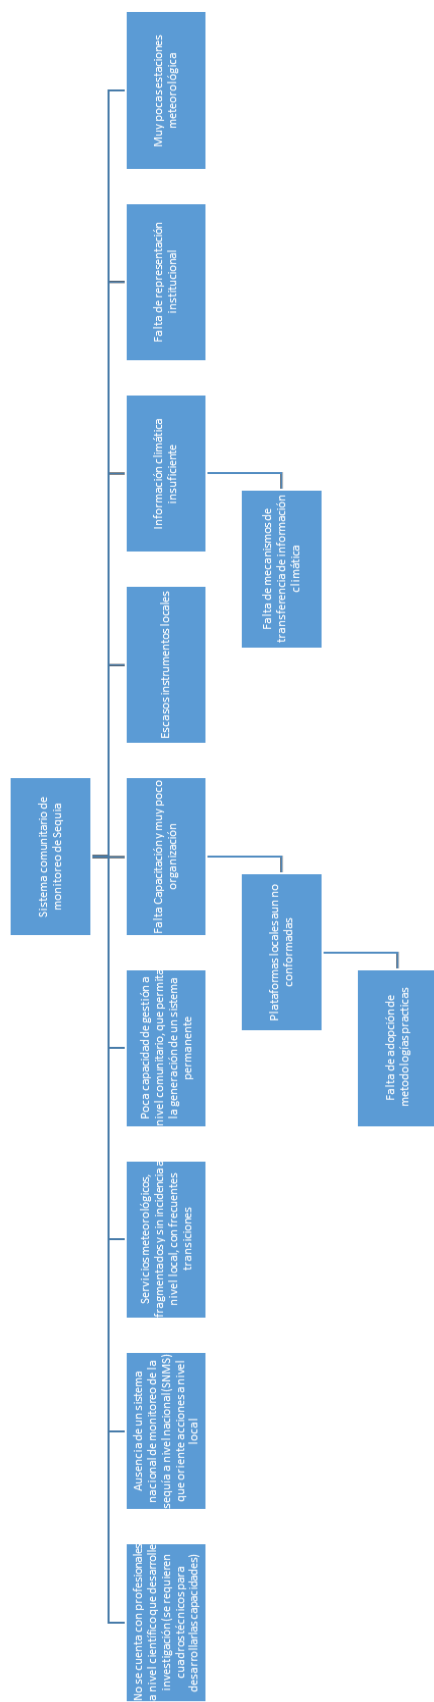 Sistema comunitario de
monitoreo de Sequia
No se cuenta con profesionales
a nivel científico que desarrolle
investigación (se requieren
cuadros técnicos para
desarrollar las capacidades)
Ausencia de un sistema
nacional de monitoreo de la
sequia a nivel nacional (SNMS)
que oriente acciones a nivel
local
Servicios meteorológicos,
fragmentados y sin incidencia a
nivel local, con frecuentes
transiciones
Poca capacidad de gestión a
nivel comunitario, que permita
la generación de un sistema
permanente
Falta Capacitación y muy poco
organización
Escasos instrumentos locales
Información climática
insuficiente
Falta de representación
institucional
Muy pocas estaciones
meteorológica
Plataformas locales aun no
conformadas
Falta de mecanismos de
transferencia de información
climática
Falta de adopción de
metodologías practicas